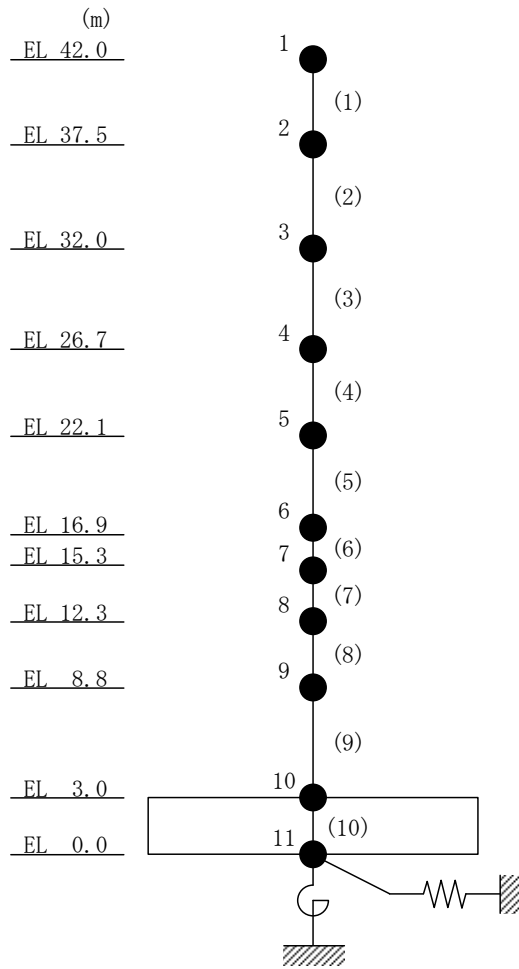 (m)
EL 42.0 1
(1)
EL 37.5 2
(2)
EL 32.0 3
(3)
EL 26.7 4
(4)
EL 22.1 5
(5)
EL 16.9 6
(6)
EL 15.3 7
(7)
EL 12.3 8
(8)
EL 8.8 9
(9)
EL 3.0 10
(10)
EL 0.0 11